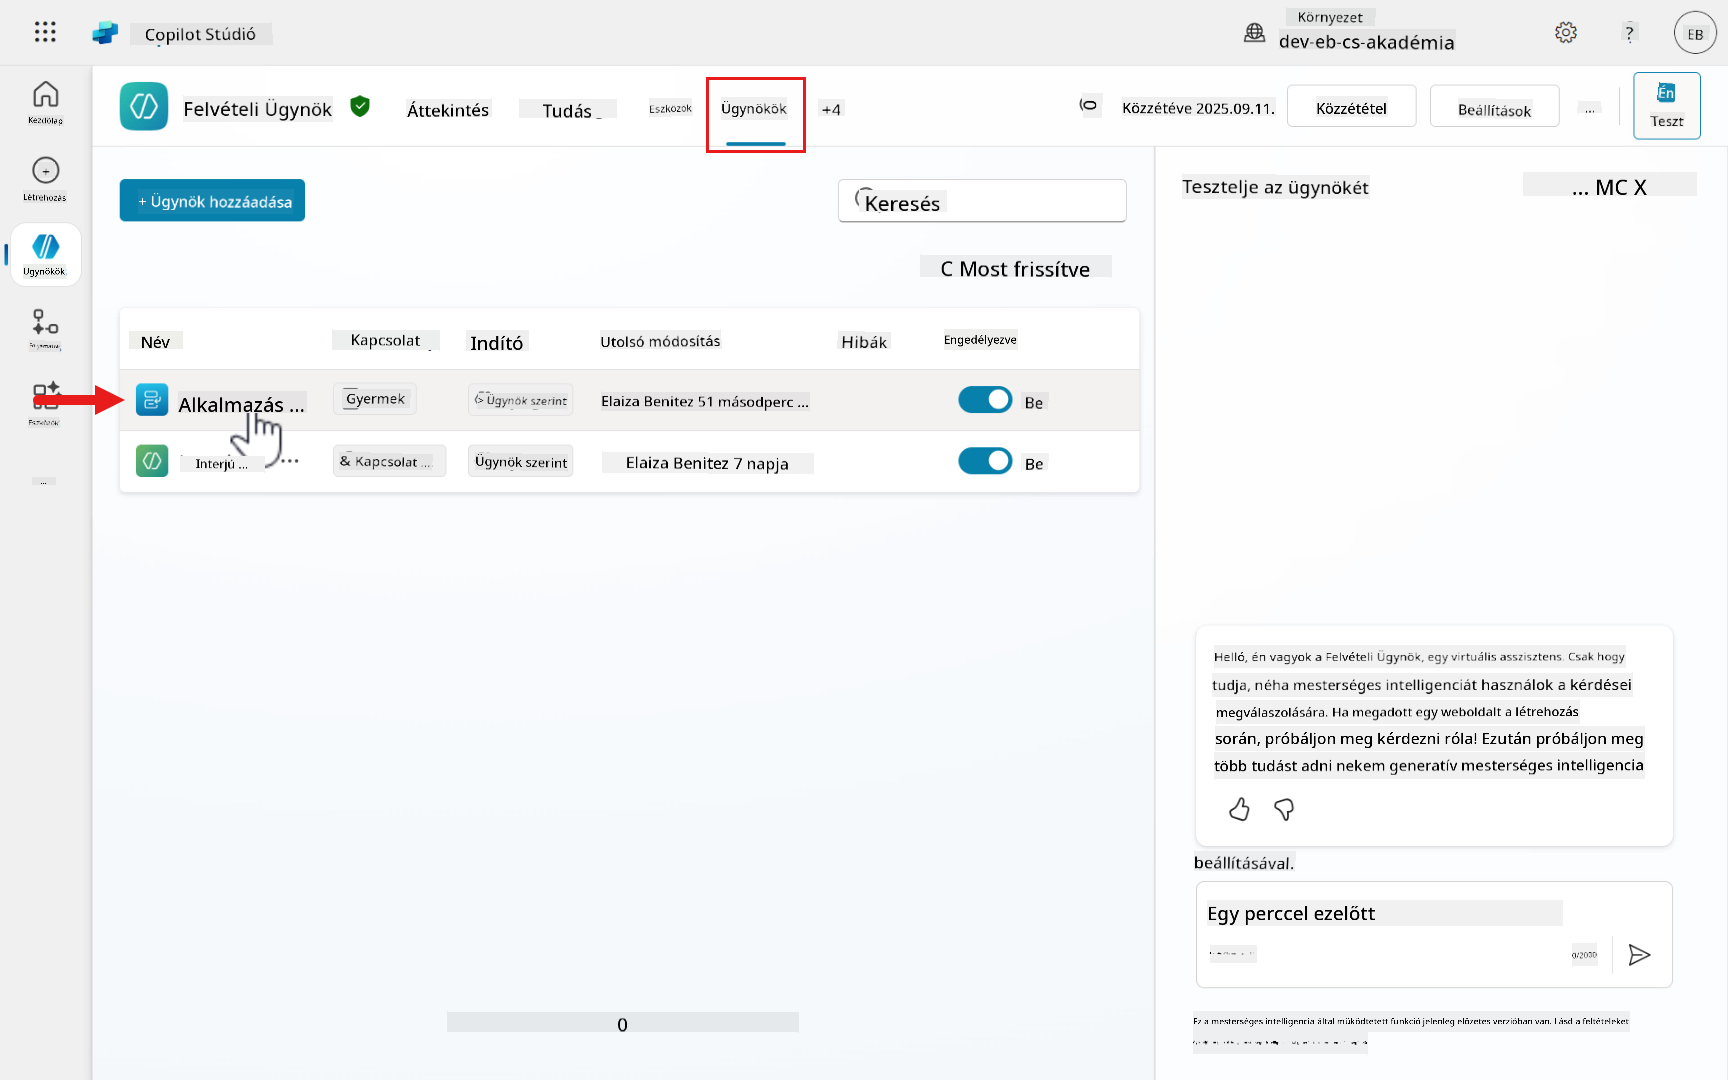 Copilot Stúdió
Környezet
dev-eb-cs-akadémia
?
EB
Kezdőlap
Létrehozás
Ügynökök
Eszközök
...
Felvételi Ügynök
Áttekintés
Tudás
Eszközök
Ügynökök
+4
Közzétéve 2025.09.11.
Közzététel
Beállítások
...
Én
Teszt
+ Ügynök hozzáadása
Keresés
C Most frissítve
Név
Kapcsolat
Indító
Utolsó módosítás
Hibák
Engedélyezve
Alkalmazás ...
Gyermek
Ügynök szerint
Elaiza Benitez 51 másodperc ...
Be
Interjú ...
...
& Kapcsolat ...
Ügynök szerint
Elaiza Benitez 7 napja
Be
0
Tesztelje az ügynökét
... MC X
Helló, én vagyok a Felvételi Ügynök, egy virtuális asszisztens. Csak hogy
tudja, néha mesterséges intelligenciát használok a kérdései
megválaszolására. Ha megadott egy weboldalt a létrehozás
során, próbáljon meg kérdezni róla! Ezután próbáljon meg
több tudást adni nekem generatív mesterséges intelligencia
beállításával.
Egy perccel ezelőtt
0/2000
Ez a mesterséges intelligencia által működtetett funkció jelenleg előzetes verzióban van. Lásd a feltételeket